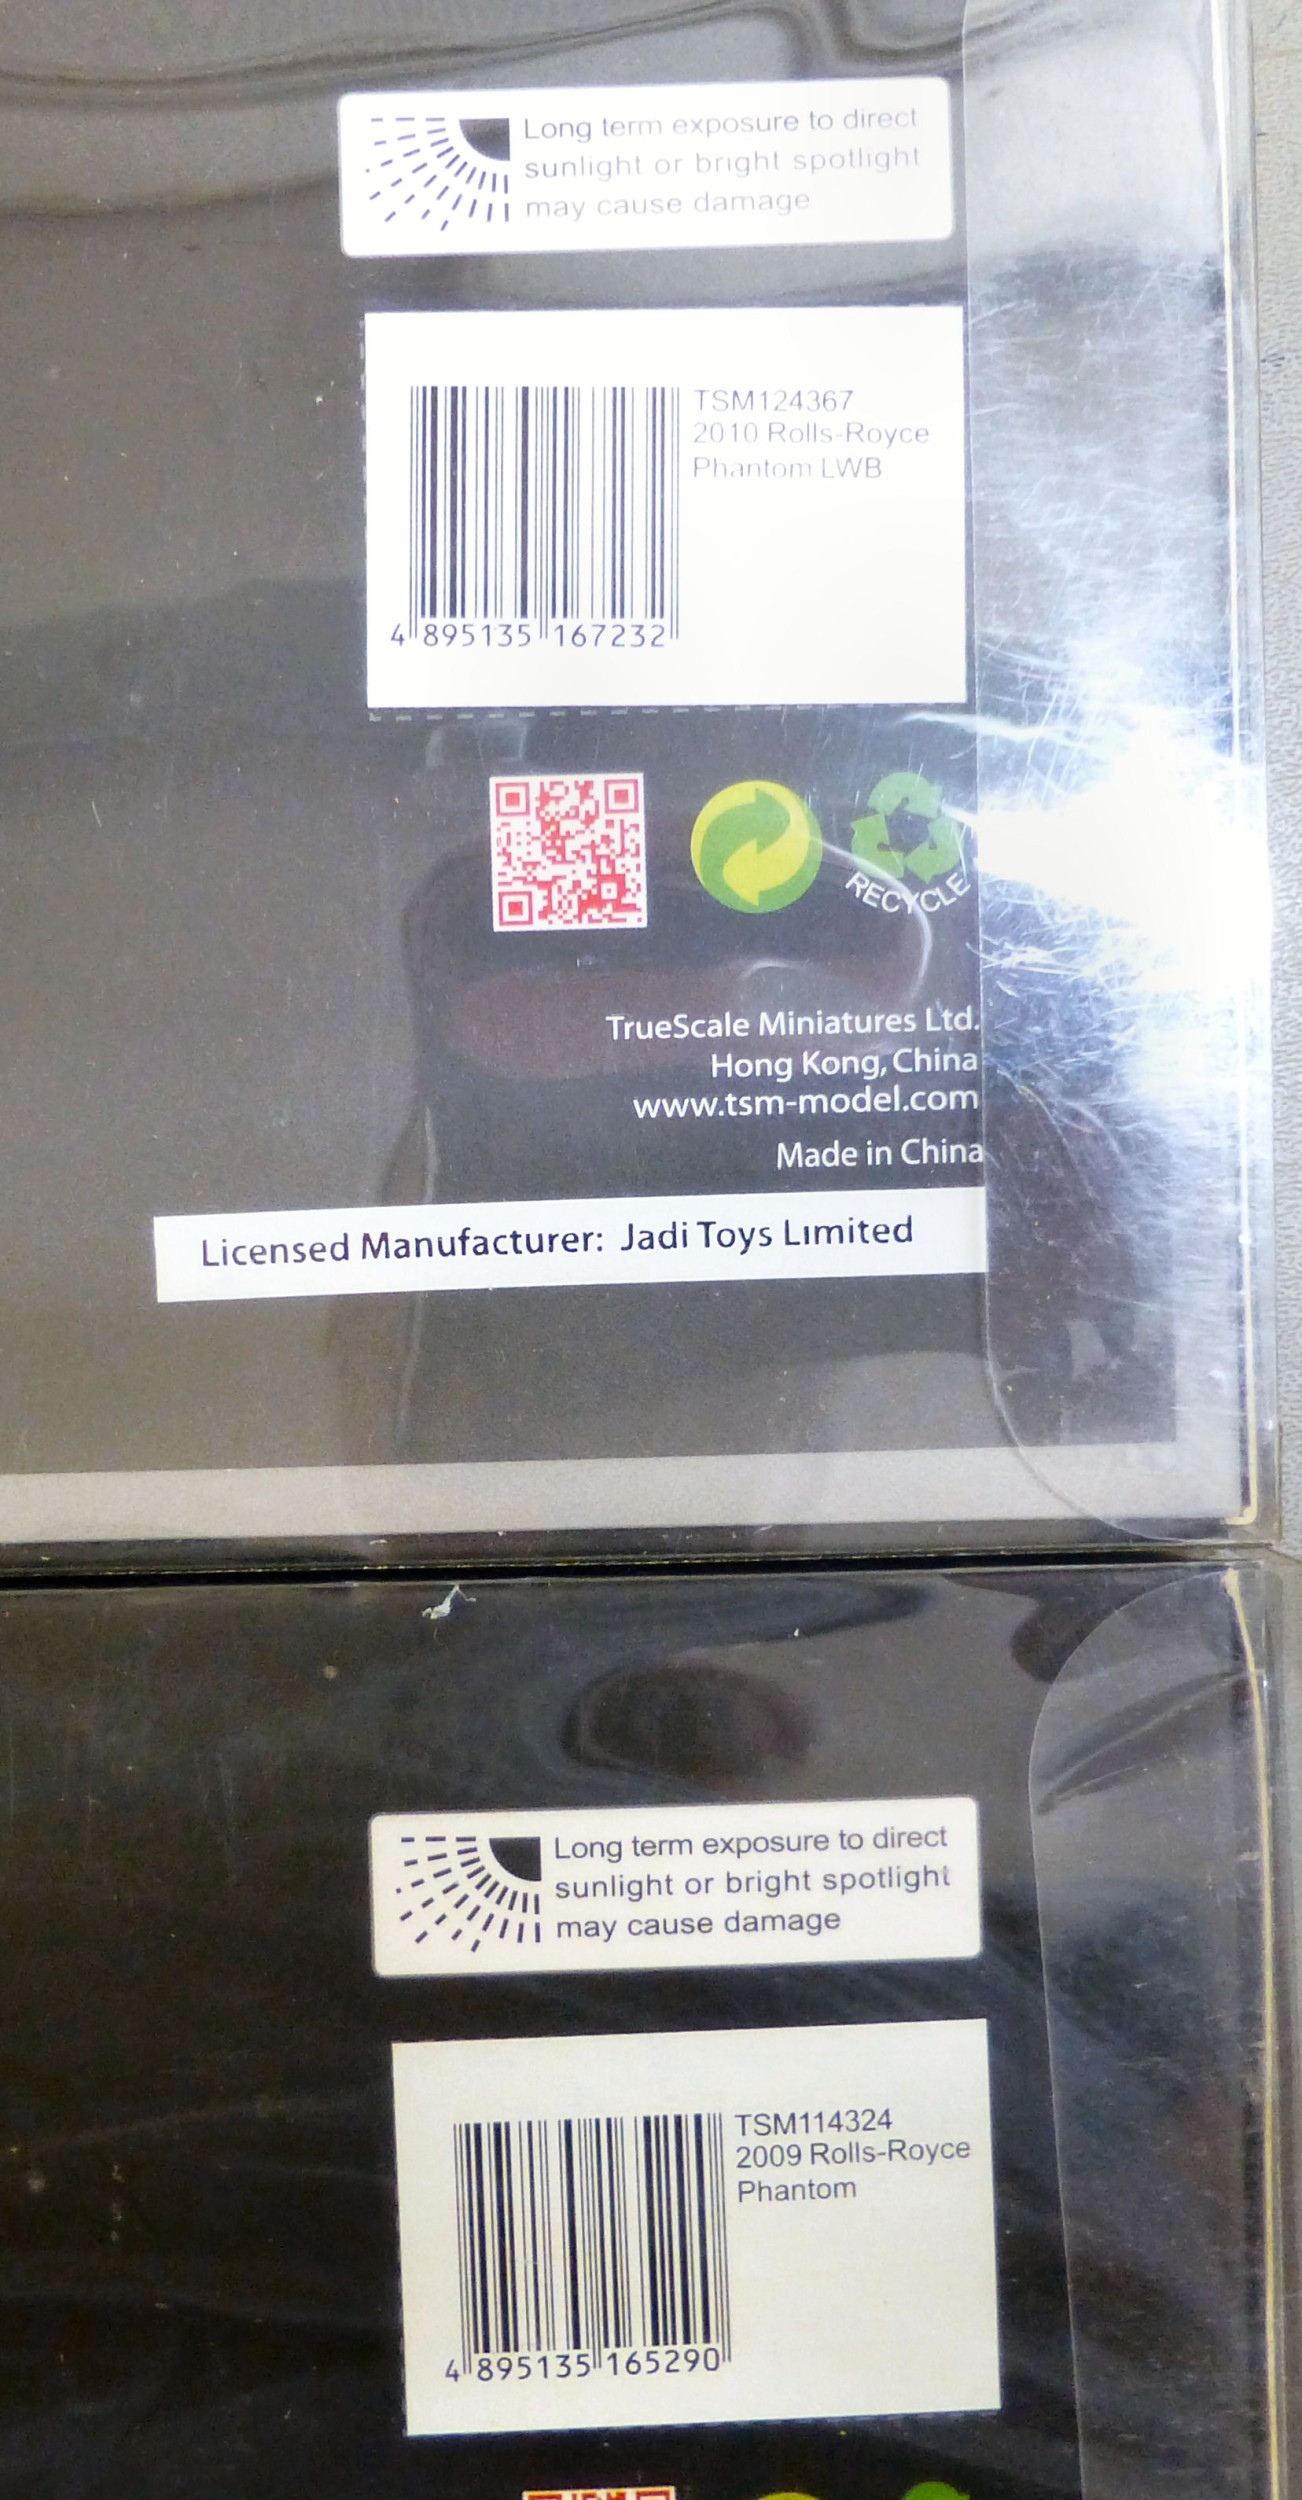 Long term exposure to direct
sunlight or bright spotlight
may cause damage
TSM124367
2010 Rolls-Royce
Phantom LWB
4 895135 167232
RECYCLE
TrueScale Miniatures Ltd.
Hong Kong, China
www.tsm-model.com
Made in China
Licensed Manufacturer: Jadi Toys Limited
Long term exposure to direct
sunlight or bright spotlight
may cause damage
TSM114324
2009 Rolls-Royce
Phantom
4 895135 165290